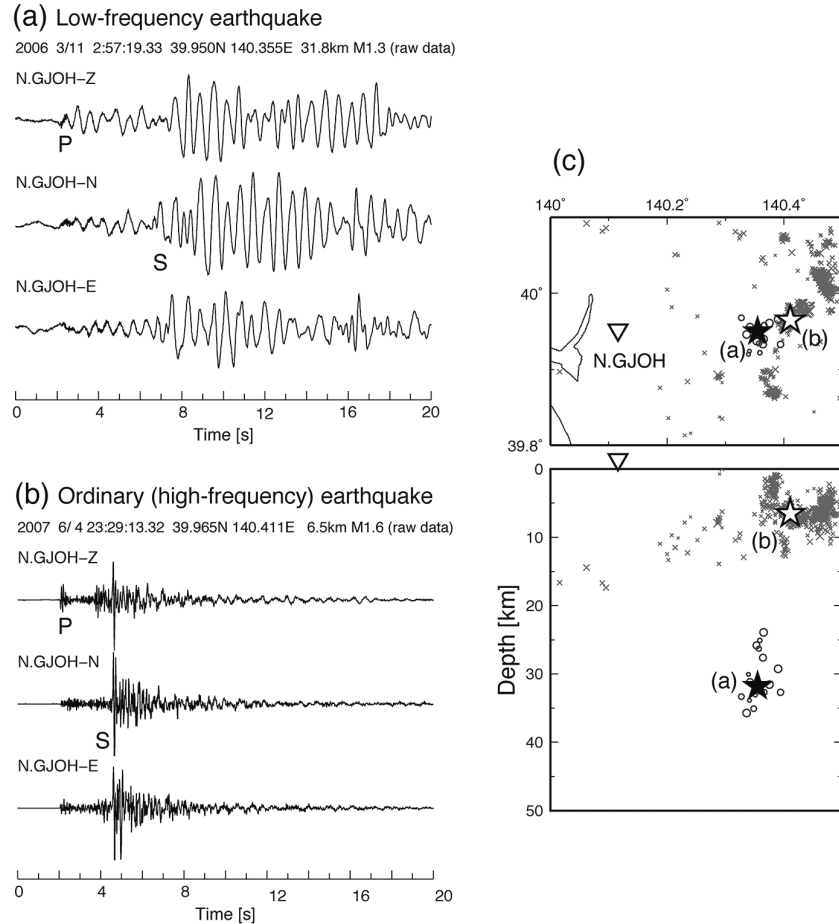 (a) Low-frequency earthquake
2006 3/11 2:57:19.33 39.950N 140.355E 31.8km M1.3 (raw data)
N.GJOH−Z
P
N.GJOH−N
S
N.GJOH−E
0 4 8 12 16 20
Time [s]
(b) Ordinary (high-frequency) earthquake
2007 6/ 4 23:29:13.32 39.965N 140.411E 6.5km M1.6 (raw data)
N.GJOH−Z
P
N.GJOH−N
S
N.GJOH−E
0 4 8 12 16 20
Time [s]
(c)
140˚ 140.2˚ 140.4˚
40˚
(a)
(b)
N.GJOH
39.8˚
0
(b)
10
20
30
(a)
40
50
Depth [km]